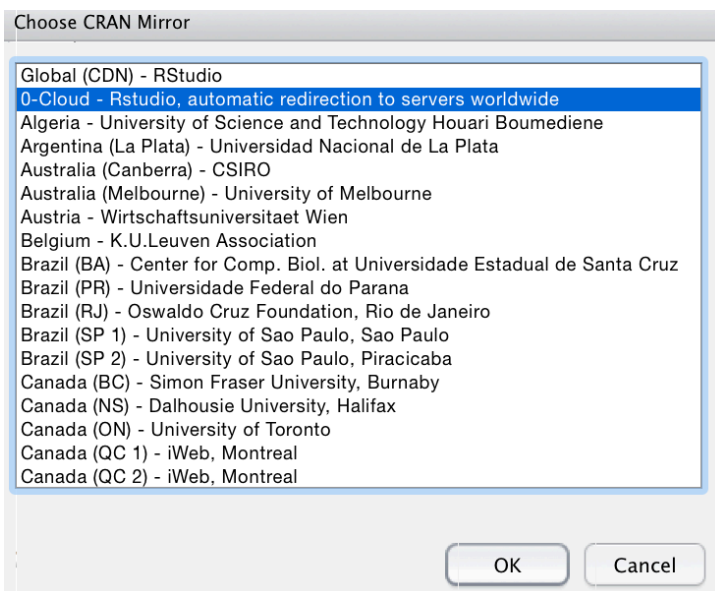 Choose CRAN Mirror
Global (CDN) - RStudio
0-Cloud - Rstudio, automatic redirection to servers worldwide
Algeria - University of Science and Technology Houari Boumediene
Argentina (La Plata) - Universidad Nacional de La Plata
Australia (Canberra) - CSIRO
Australia (Melbourne) - University of Melbourne
Austria - Wirtschaftsuniversitaet Wien
Belgium - K.U.Leuven Association
Brazil (BA) - Center for Comp. Biol. at Universidade Estadual de Santa Cruz
Brazil (PR) - Universidade Federal do Parana
Brazil (RJ) - Oswaldo Cruz Foundation, Rio de Janeiro
Brazil (SP 1) - University of Sao Paulo, Sao Paulo
Brazil (SP 2) - University of Sao Paulo, Piracicaba
Canada (BC) - Simon Fraser University, Burnaby
Canada (NS) - Dalhousie University, Halifax
Canada (ON) - University of Toronto
Canada (QC 1) - iWeb, Montreal
Canada (QC 2) - iWeb, Montreal
OK Cancel